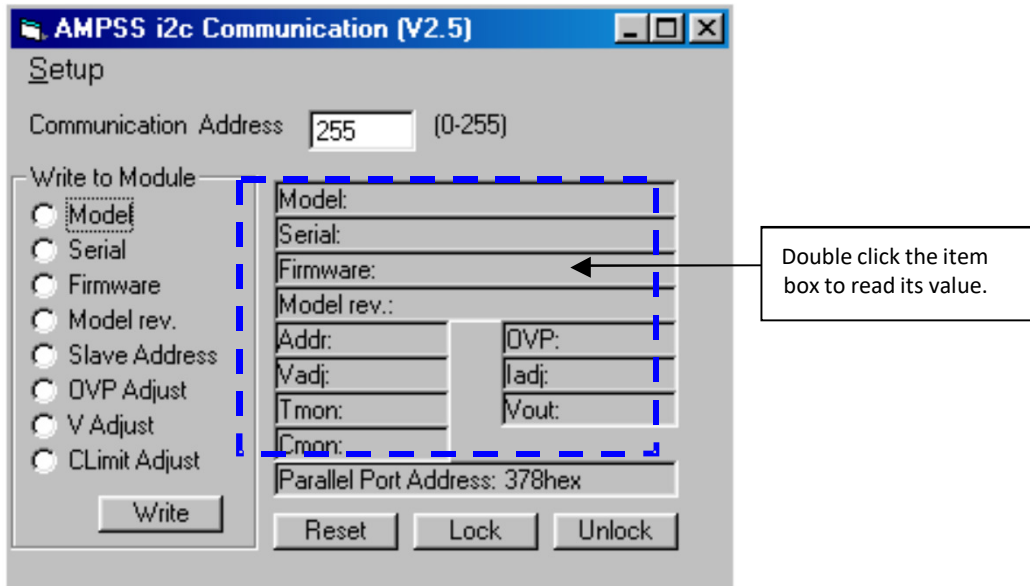 AMPSS i2c Communication (V2.5)
Setup
Communication Address 255 (0-255)
Write to Module
Model
Serial
Firmware
Model rev.
Slave Address
OVP Adjust
V Adjust
CLimit Adjust
Write
Model:
Serial:
Firmware:
Model rev.:
Addr: OVP:
Vadj: Iadj:
Tmon: Vout:
Cmon:
Parallel Port Address: 378hex
Reset Lock Unlock
Double click the item
box to read its value.